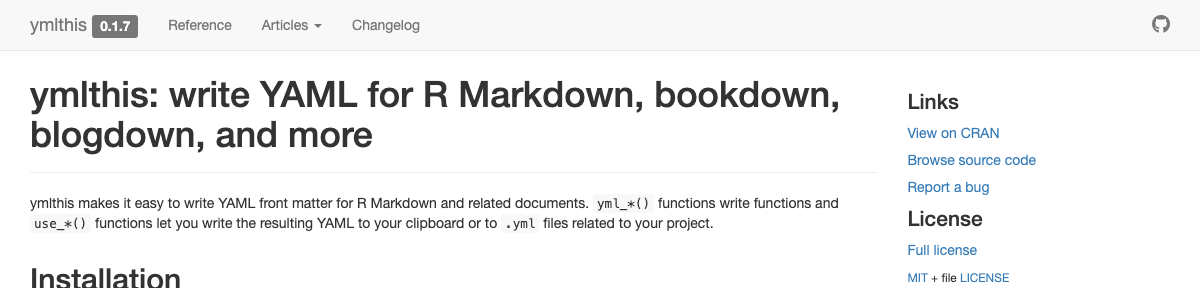 ymlthis 0.1.7 Reference Articles Changelog
ymlthis: write YAML for R Markdown, bookdown,
blogdown, and more
ymlthis makes it easy to write YAML front matter for R Markdown and related documents. yml_*() functions write functions and
use_*() functions let you write the resulting YAML to your clipboard or to .yml files related to your project.
Installation
Links
View on CRAN
Browse source code
Report a bug
License
Full license
MIT + file LICENSE